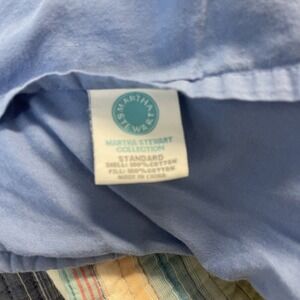 MARTHA
STEWART
MARTHA STEWART
COLLECTION
STANDARD
SHELL: 100% COTTON
FILL: 100% COTTON
MADE IN CHINA